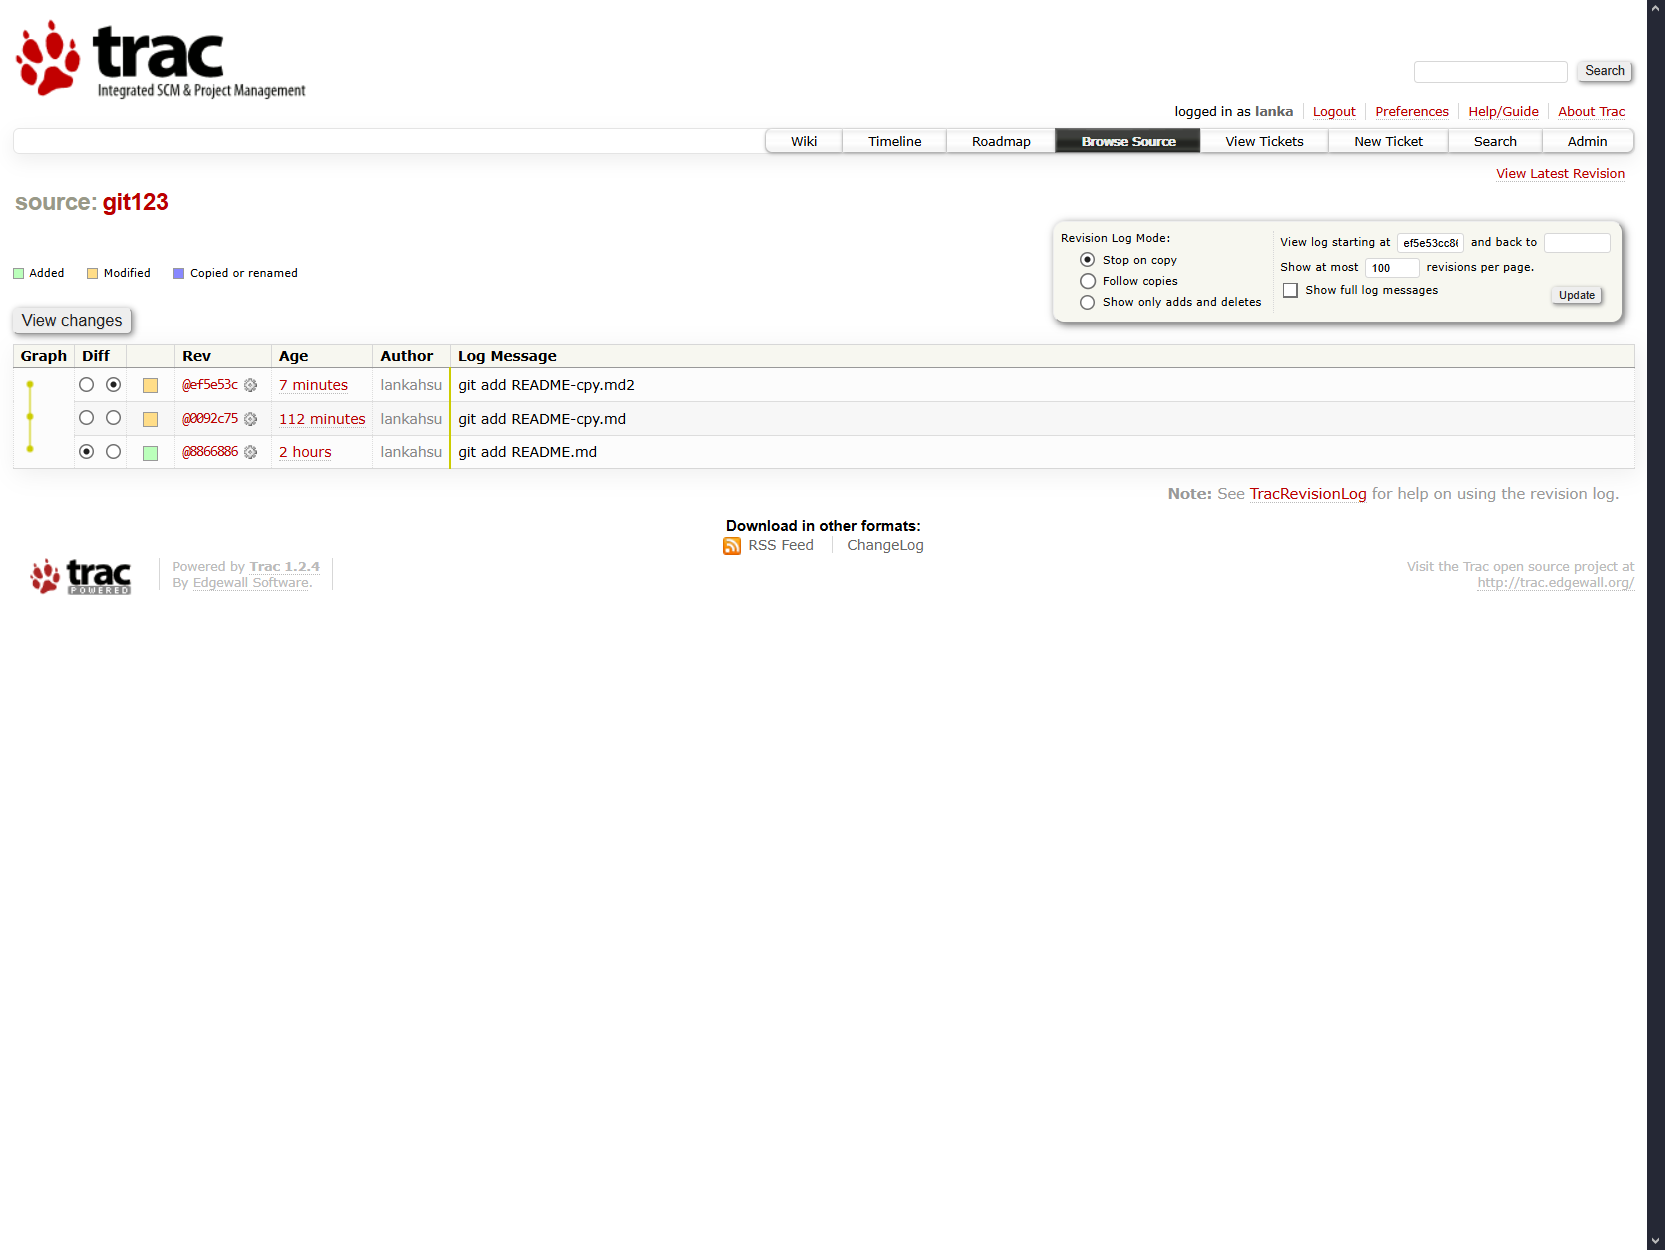 trac
Integrated SCM & Project Management
Search
logged in as lanka Logout Preferences Help/Guide About Trac
Wiki Timeline Roadmap Browse Source View Tickets New Ticket Search Admin
View Latest Revision
source: git123
Revision Log Mode:
Stop on copy
Follow copies
Show only adds and deletes
View log starting at ef5e53cc8 and back to
Show at most 100 revisions per page.
Show full log messages
Update
Added Modified Copied or renamed
View changes
Graph Diff Rev Age Author Log Message
@ef5e53c 7 minutes lankahsu git add README-cpy.md2
@0092c75 112 minutes lankahsu git add README-cpy.md
@8866886 2 hours lankahsu git add README.md
Note: See TracRevisionLog for help on using the revision log.
Download in other formats:
RSS Feed ChangeLog
trac
POWERED
Powered by Trac 1.2.4
By Edgewall Software.
Visit the Trac open source project at
http://trac.edgewall.org/